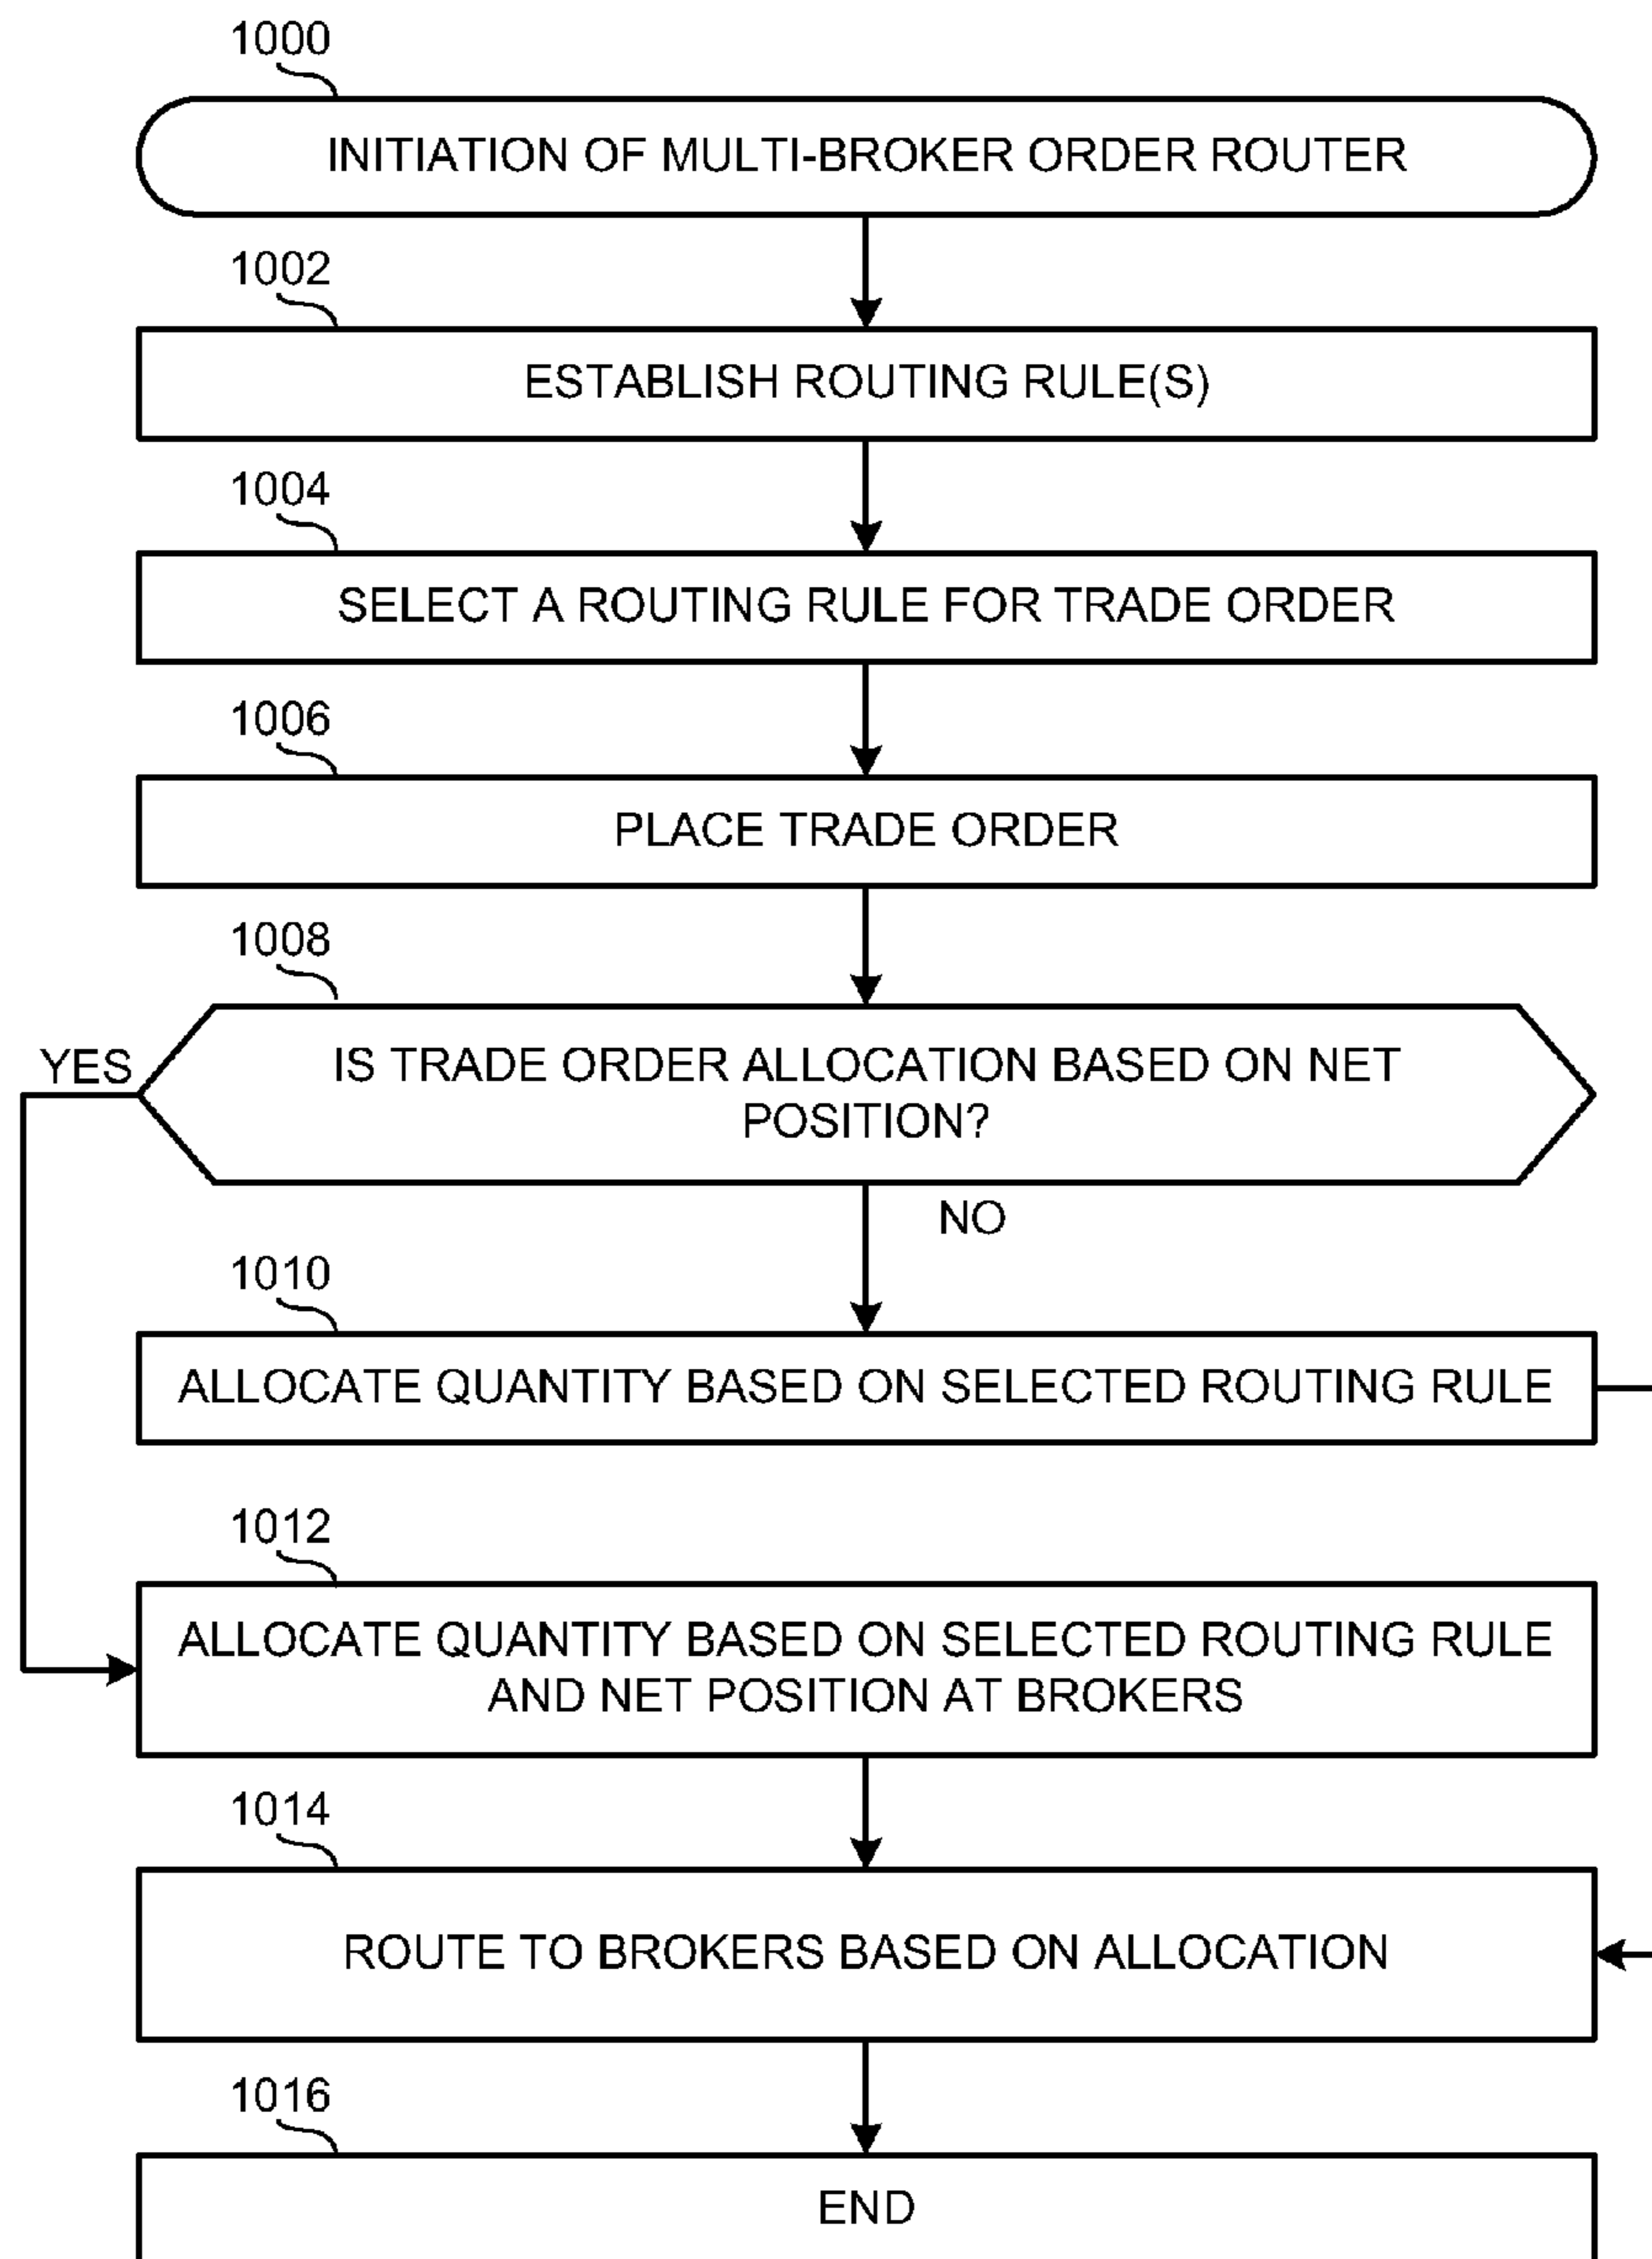 1000
INITIATION OF MULTI-BROKER ORDER ROUTER
1002
ESTABLISH ROUTING RULE(S)
1004
SELECT A ROUTING RULE FOR TRADE ORDER
1006
PLACE TRADE ORDER
1008
YES
IS TRADE ORDER ALLOCATION BASED ON NET
POSITION?
NO
1010
ALLOCATE QUANTITY BASED ON SELECTED ROUTING RULE
1012
ALLOCATE QUANTITY BASED ON SELECTED ROUTING RULE
AND NET POSITION AT BROKERS
1014
ROUTE TO BROKERS BASED ON ALLOCATION
1016
END